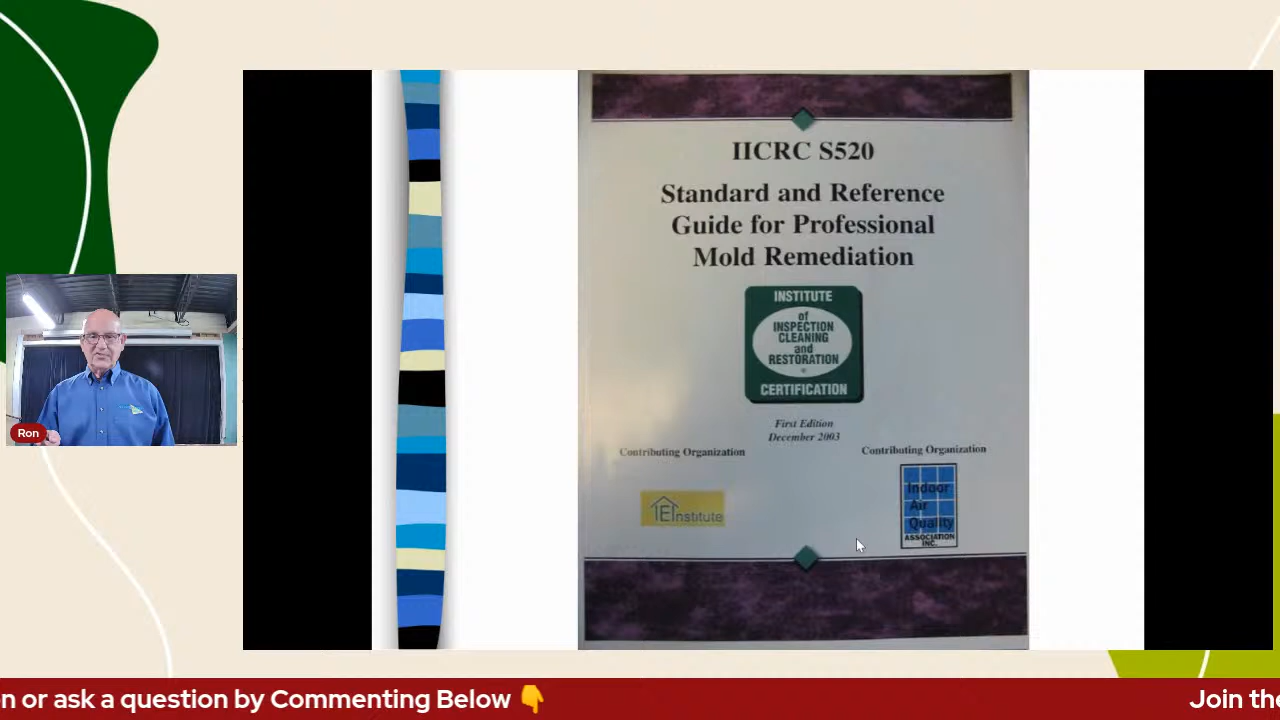 IICRC S520
Standard and Reference
Guide for Professional
Mold Remediation
INSTITUTE
of
INSPECTION
CLEANING
and
RESTORATION
®
CERTIFICATION
First Edition
December 2003
Contributing Organization
Contributing Organization
IEInstitute
Indoor
Air
Quality
ASSOCIATION
INC.
Ron
n or ask a question by Commenting Below 👇
Join the